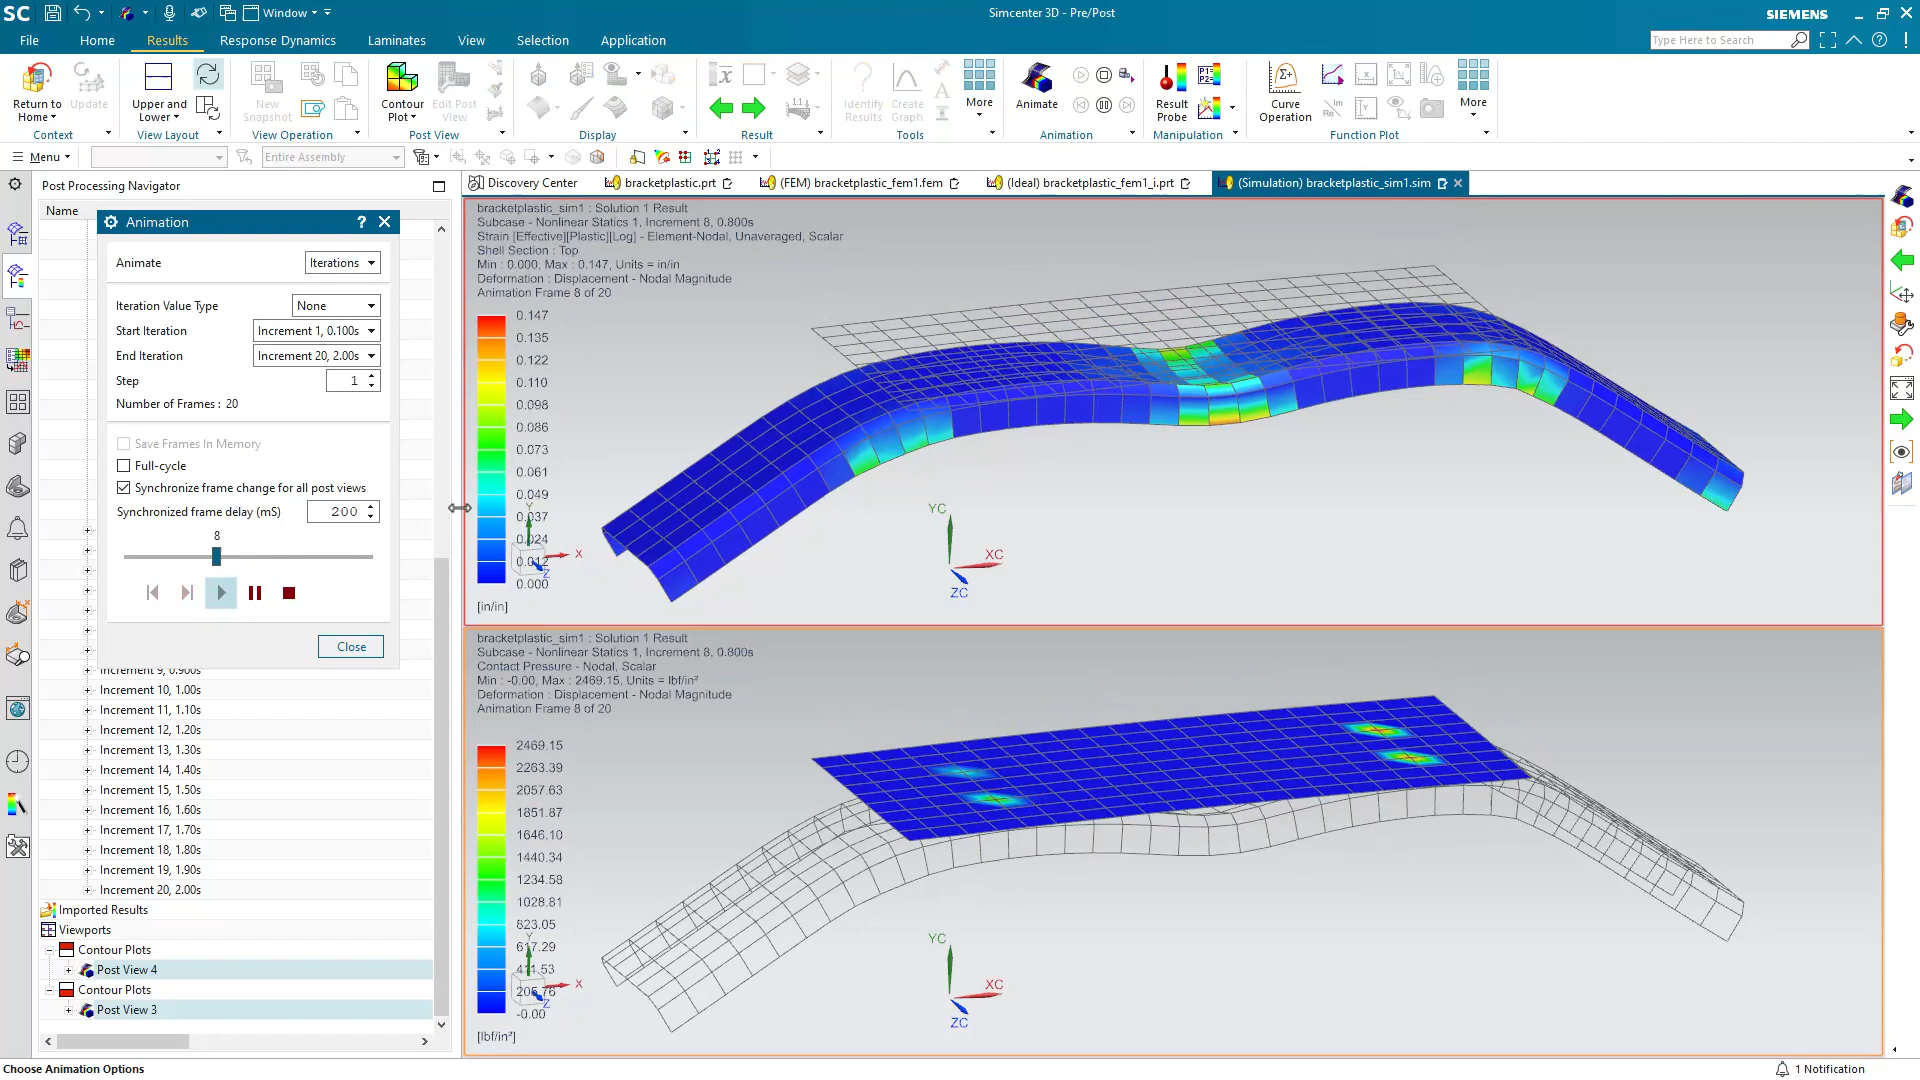 SC
Window
Simcenter 3D - Pre/Post
SIEMENS
File
Home
Results
Response Dynamics
Laminates
View
Selection
Application
Type Here to Search
Return to Home
Update
Context
Upper and Lower
View Layout
New Snapshot
View Operation
Contour Plot
Edit Post View
Post View
Display
1:1
Result
Identify Results
Create Graph
More
Tools
Animate
Animation
Result Probe
Manipulation
Curve Operation
More
Function Plot
Menu
Entire Assembly
Post Processing Navigator
Discovery Center
bracketplastic.prt
(FEM) bracketplastic_fem1.fem
(Ideal) bracketplastic_fem1_i.prt
(Simulation) bracketplastic_sim1.sim
Name
Animation
?
Animate
Iterations
Iteration Value Type
None
Start Iteration
Increment 1, 0.100s
End Iteration
Increment 20, 2.00s
Step
1
Number of Frames : 20
Save Frames In Memory
Full-cycle
Synchronize frame change for all post views
Synchronized frame delay (mS)
200
8
Close
Increment 9, 0.900s
Increment 10, 1.00s
Increment 11, 1.10s
Increment 12, 1.20s
Increment 13, 1.30s
Increment 14, 1.40s
Increment 15, 1.50s
Increment 16, 1.60s
Increment 17, 1.70s
Increment 18, 1.80s
Increment 19, 1.90s
Increment 20, 2.00s
Imported Results
Viewports
Contour Plots
Post View 4
Contour Plots
Post View 3
bracketplastic_sim1 : Solution 1 Result
Subcase - Nonlinear Statics 1, Increment 8, 0.800s
Strain [Effective][Plastic][Log] - Element-Nodal, Unaveraged, Scalar
Shell Section : Top
Min : 0.000, Max : 0.147, Units = in/in
Deformation : Displacement - Nodal Magnitude
Animation Frame 8 of 20
0.147
0.135
0.122
0.110
0.098
0.086
0.073
0.061
0.049
0.037
0.024
0.012
0.000
[in/in]
Y
X
Z
YC
XC
ZC
bracketplastic_sim1 : Solution 1 Result
Subcase - Nonlinear Statics 1, Increment 8, 0.800s
Contact Pressure - Nodal, Scalar
Min : -0.00, Max : 2469.15, Units = lbf/in²
Deformation : Displacement - Nodal Magnitude
Animation Frame 8 of 20
2469.15
2263.39
2057.63
1851.87
1646.10
1440.34
1234.58
1028.81
823.05
617.29
411.53
205.76
-0.00
[lbf/in²]
Y
X
Z
YC
XC
ZC
Choose Animation Options
1 Notification